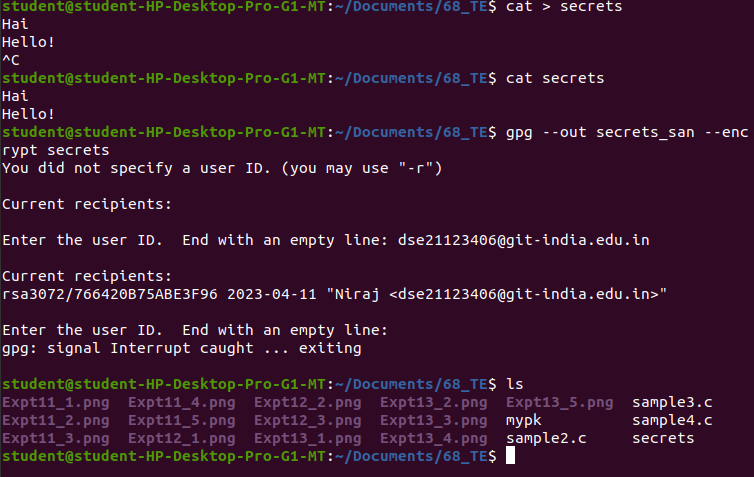 student@student-HP-Desktop-Pro-G1-MT:~/Documents/68_TE$ cat > secrets
Hai
Hello!
^C
student@student-HP-Desktop-Pro-G1-MT:~/Documents/68_TE$ cat secrets
Hai
Hello!
student@student-HP-Desktop-Pro-G1-MT:~/Documents/68_TE$ gpg --out secrets_san --enc
rypt secrets
You did not specify a user ID. (you may use "-r")
Current recipients:
Enter the user ID.  End with an empty line: dse21123406@git-india.edu.in
Current recipients:
rsa3072/766420B75ABE3F96 2023-04-11 "Niraj <dse21123406@git-india.edu.in>"
Enter the user ID.  End with an empty line:
gpg: signal Interrupt caught ... exiting
student@student-HP-Desktop-Pro-G1-MT:~/Documents/68_TE$ ls
Expt11_1.png  Expt11_4.png  Expt12_2.png  Expt13_2.png  Expt13_5.png  sample3.c
Expt11_2.png  Expt11_5.png  Expt12_3.png  Expt13_3.png  mypk          sample4.c
Expt11_3.png  Expt12_1.png  Expt13_1.png  Expt13_4.png  sample2.c     secrets
student@student-HP-Desktop-Pro-G1-MT:~/Documents/68_TE$